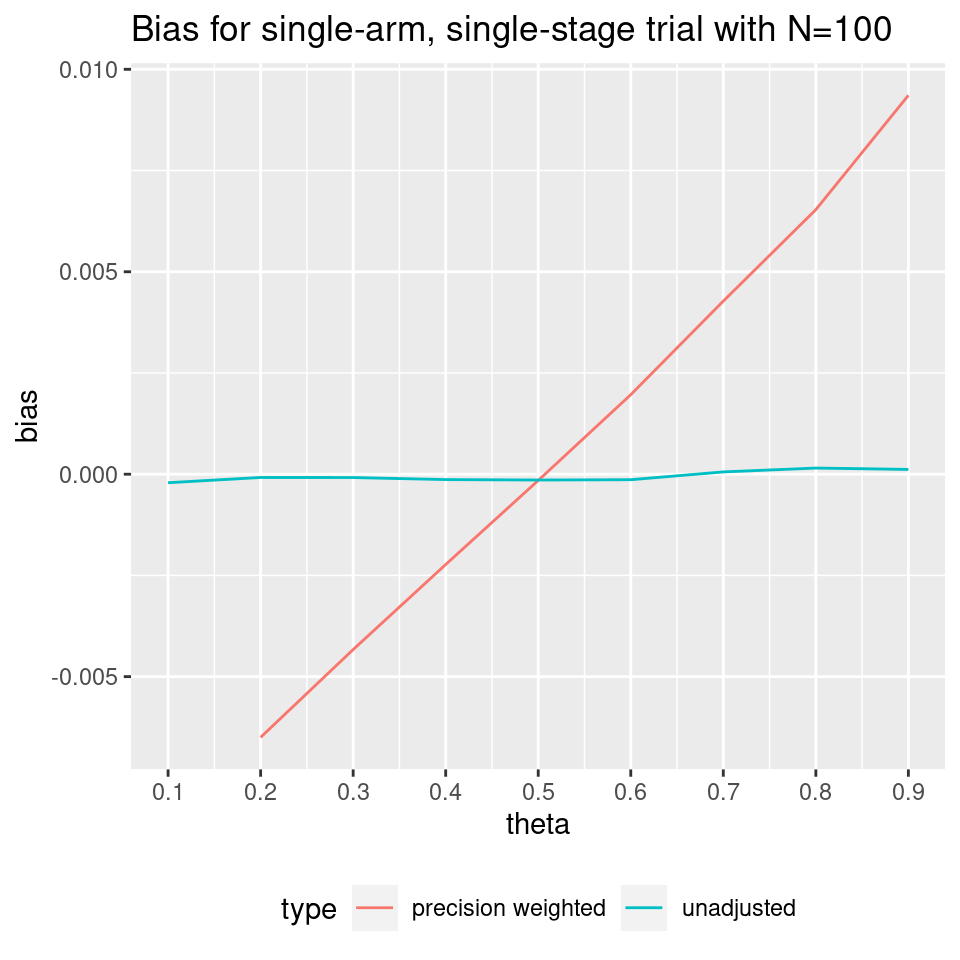 Bias for single-arm, single-stage trial with N=100
0.010
0.005
0.000
-0.005
bias
0.1 0.2 0.3 0.4 0.5 0.6 0.7 0.8 0.9
theta
type precision weighted unadjusted